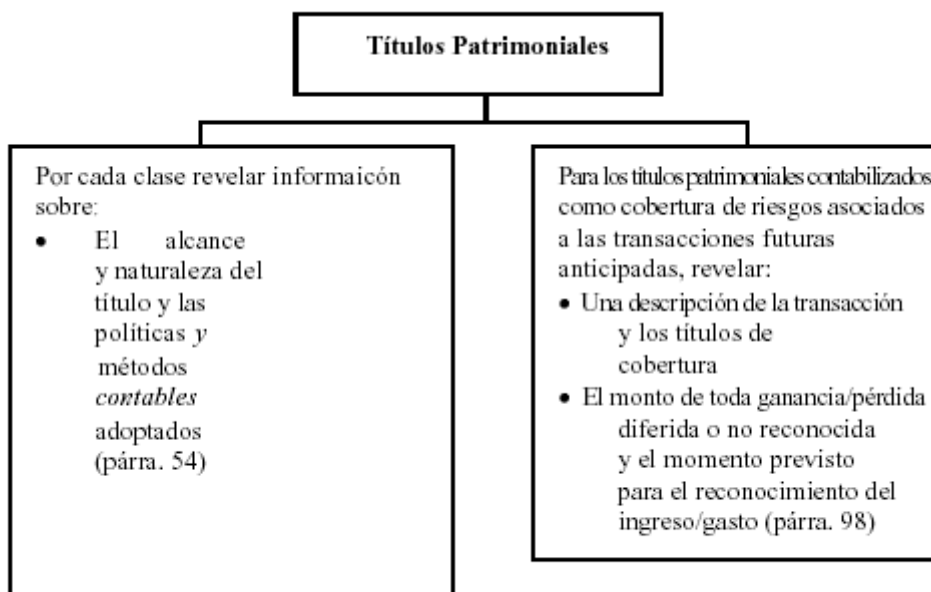 Títulos Patrimoniales
Por cada clase revelar informaicón
sobre:
• El alcance
y naturaleza del
título y las
políticas y
métodos
contables
adoptados
(párra. 54)
Para los títulos patrimoniales contabilizados
como cobertura de riesgos asociados
a las transacciones futuras
anticipadas, revelar:
• Una descripción de la transacción
y los títulos de
cobertura
• El monto de toda ganancia/pérdida
diferida o no reconocida
y el momento previsto
para el reconocimiento del
ingreso/gasto (párra. 98)